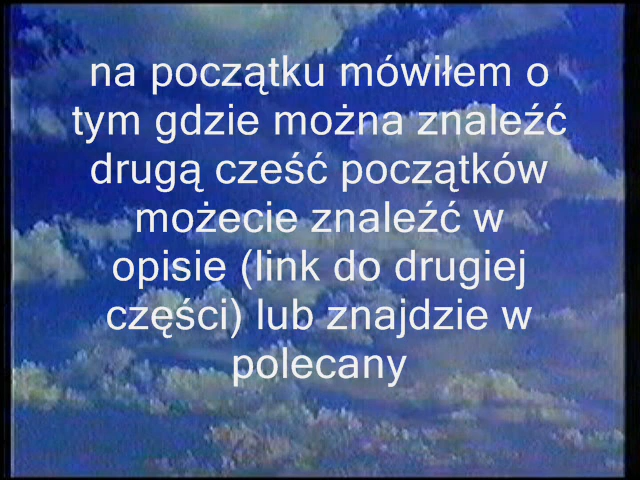 na początku mówiłem o
tym gdzie można znaleźć
drugą cześć początków
możecie znaleźć w
opisie (link do drugiej
części) lub znajdzie w
polecany